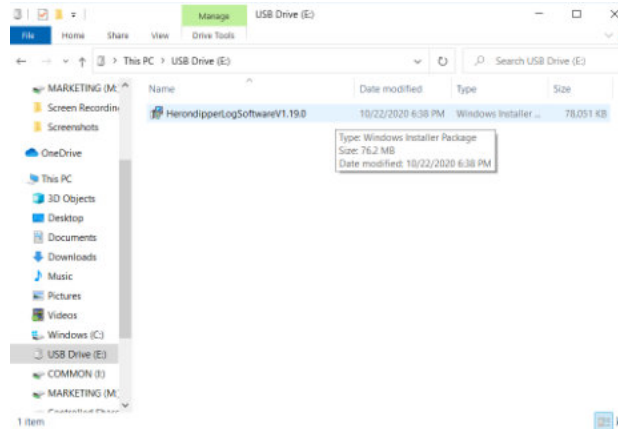 Manage USB Drive (E:)
File Home Share View Drive Tools
This PC > USB Drive (E:) Search USB Drive (E:)
MARKETING (M:
Screen Recordin
Screenshots
OneDrive
This PC
3D Objects
Desktop
Documents
Downloads
Music
Pictures
Videos
Windows (C:)
USB Drive (E:)
COMMON (I:)
MARKETING (M:
Name Date modified Type Size
HerondipperLogSoftwareV1.19.0 10/22/2020 6:38 PM Windows Installer ... 78,051 KB
Type: Windows Installer Package
Size: 76.2 MB
Date modified: 10/22/2020 6:38 PM
1 item